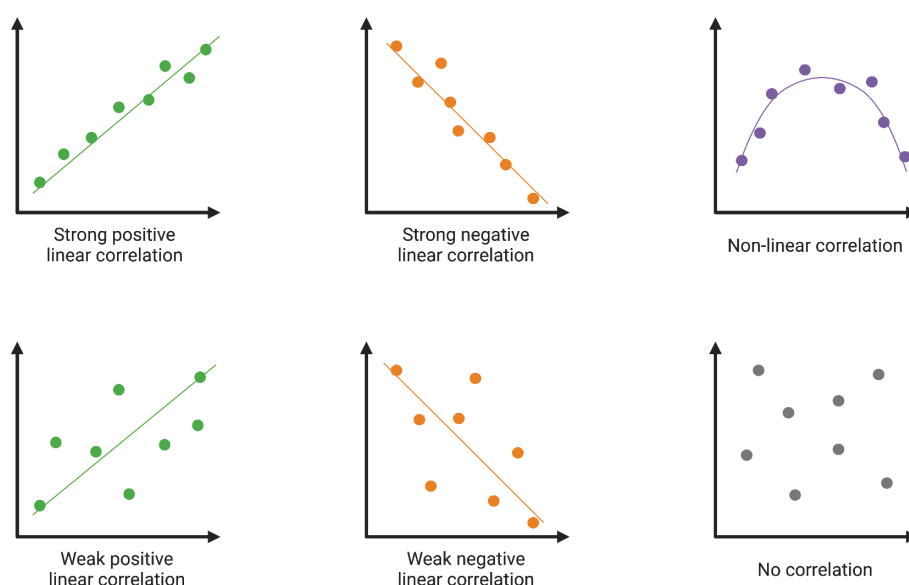 Strong positive
linear correlation
Strong negative
linear correlation
Non-linear correlation
Weak positive
linear correlation
Weak negative
linear correlation
No correlation